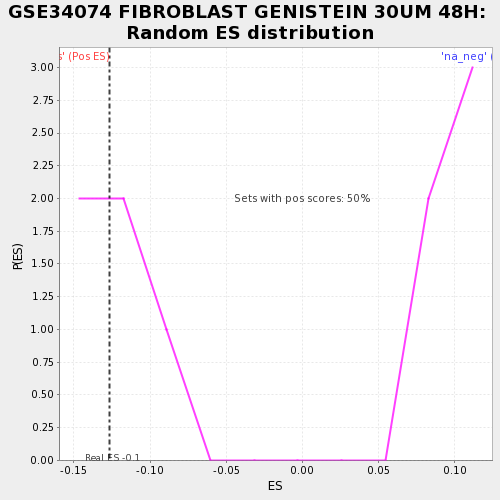 GSE34074 FIBROBLAST GENISTEIN 30UM 48H:
Random ES distribution
s' (Pos ES)
'na_neg' (
3.00
2.75
2.50
2.25
2.00
Sets with pos scores: 50%
1.75
P(ES)
1.50
1.25
1.00
0.75
0.50
0.25
Real ES -0.1
0.00
-0.15 -0.10 -0.05 0.00 0.05 0.10
ES